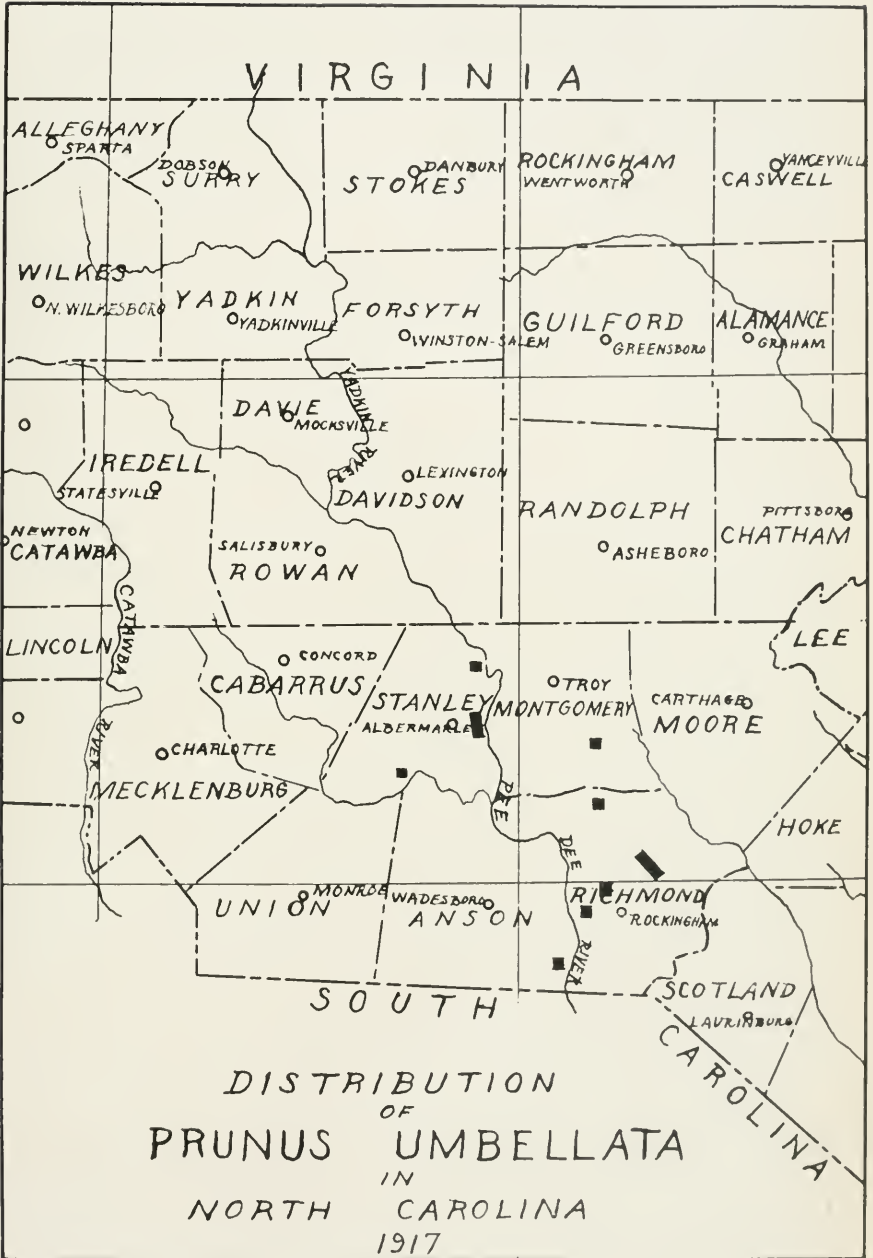 VIRGINIA
ALLEGHANY
SPARTA
DOBSON
SURRY
DANBURY
STOKES
ROCKINGHAM
WENTWORTH
YANCEYVILLE
CASWELL
WILKES
N. WILKESBORO
YADKIN
YADKINVILLE
FORSYTH
WINSTON-SALEM
GUILFORD
GREENSBORO
ALAMANCE
GRAHAM
DAVIE
MOCKSVILLE
YADKIN
RIVER
IREDELL
STATESVILLE
LEXINGTON
DAVIDSON
RANDOLPH
ASHEBORO
PITTSBORO
CHATHAM
NEWTON
CATAWBA
SALISBURY
ROWAN
CATAWBA
RIVER
LINCOLN
LEE
CONCORD
CABARRUS
STANLEY
ALBERMARLE
TROY
MONTGOMERY
CARTHAGE
MOORE
CHARLOTTE
MECKLENBURG
PEE
DEE
RIVER
HOKE
MONROE
UNION
WADESBORO
ANSON
RICHMOND
ROCKINGHAM
SCOTLAND
LAURINBURG
SOUTH
CAROLINA
DISTRIBUTION
OF
PRUNUS UMBELLATA
IN
NORTH CAROLINA
1917